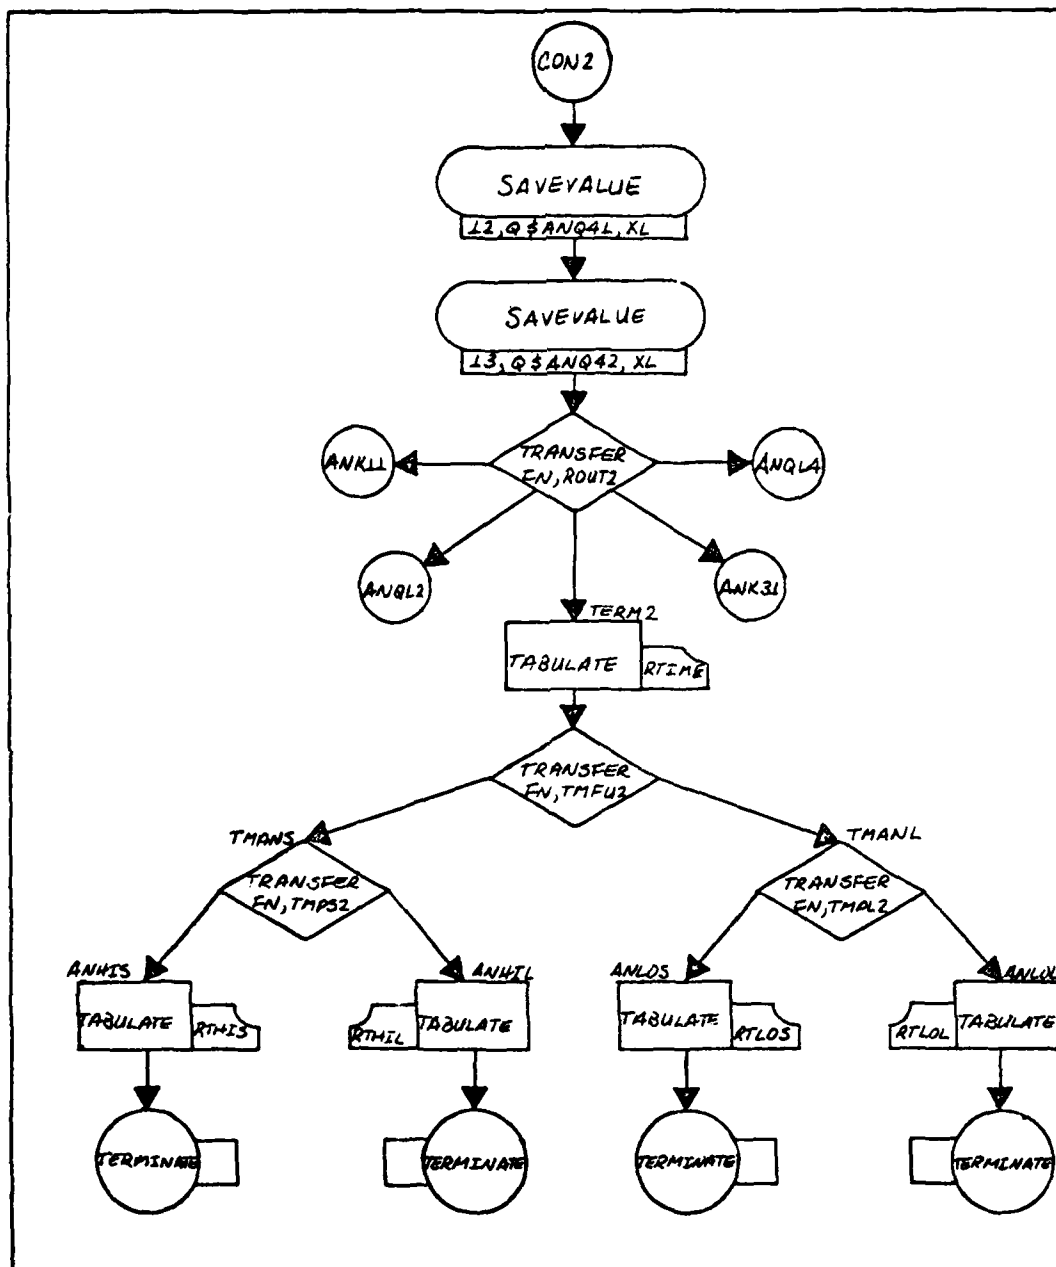 CON2
SAVEVALUE
12, Q$ANQ41, XL
SAVEVALUE
13, Q$ANQ42, XL
TRANSFER
FN, ROUT2
ANK11
ANQ14
ANQ12
ANK31
TERM2
TABULATE
RTIME
TRANSFER
FN, TMFU2
TMANS
TMANL
TRANSFER
FN, TMPS2
TRANSFER
FN, TMPL2
ANHIS
ANHIL
ANLOS
ANLOL
TABULATE
RTHIS
RTHIL
TABULATE
TABULATE
RTLOS
RTLOL
TABULATE
TERMINATE
TERMINATE
TERMINATE
TERMINATE